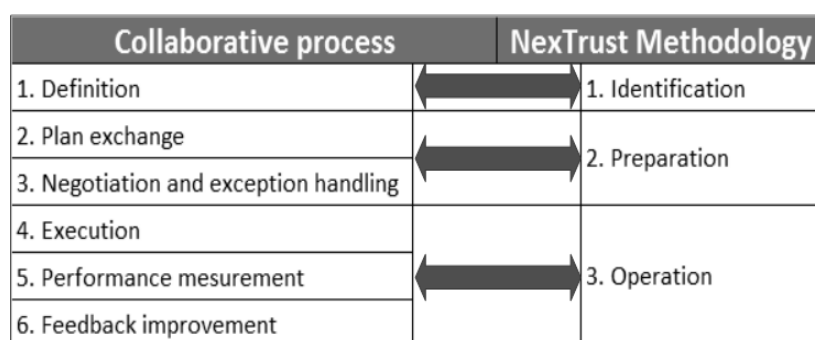 Collaborative process NexTrust Methodology
1. Definition 1. Identification
2. Plan exchange
2. Preparation
3. Negotiation and exception handling
4. Execution
5. Performance mesurement 3. Operation
6. Feedback improvement